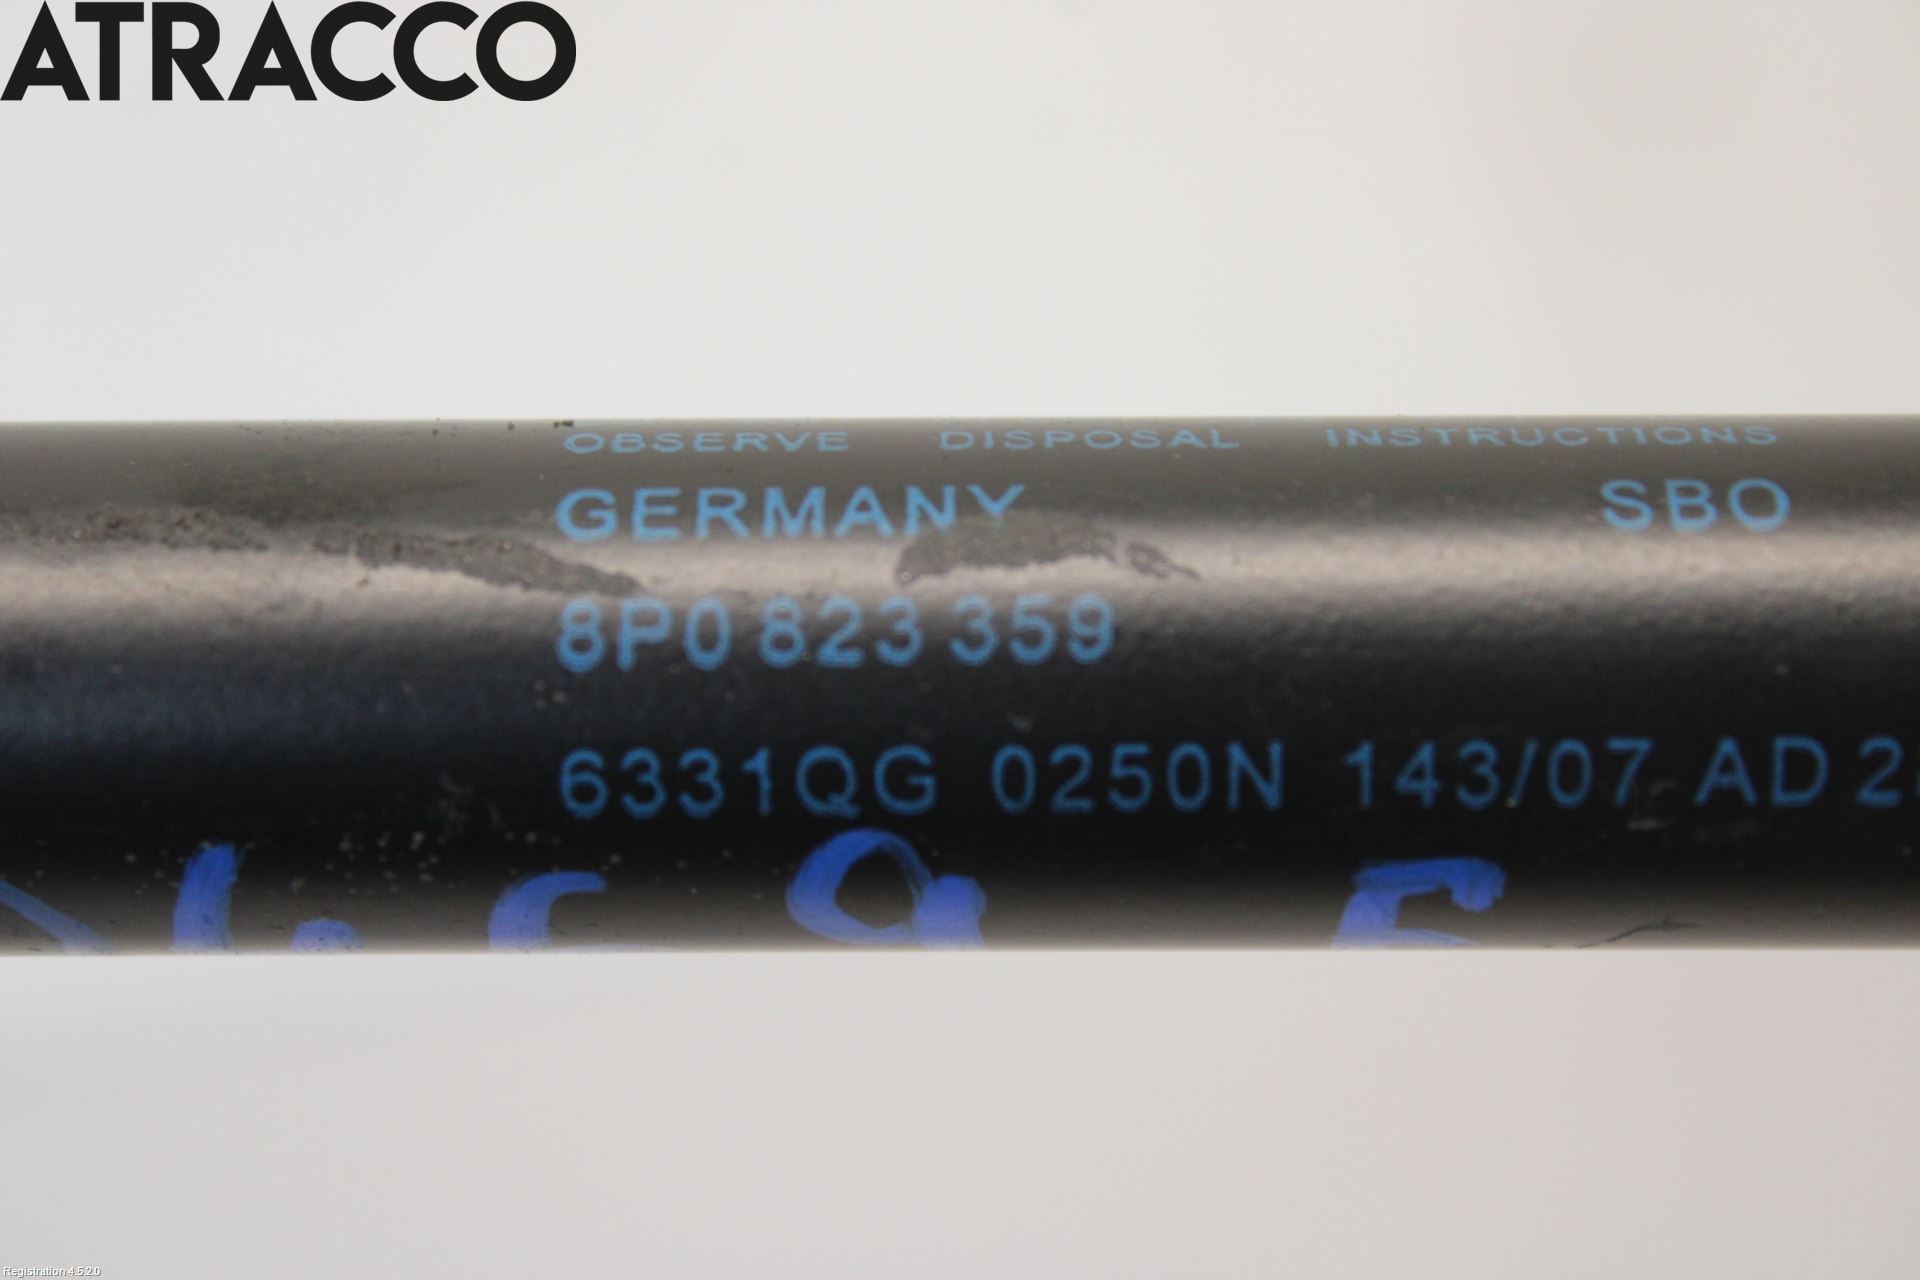 ATRACCO
OBSERVE DISPOSAL INSTRUCTIONS
GERMANY SBO
8P0 823 359
6331QG 0250N 143/07 AD 2
Registration 4.5.2.0